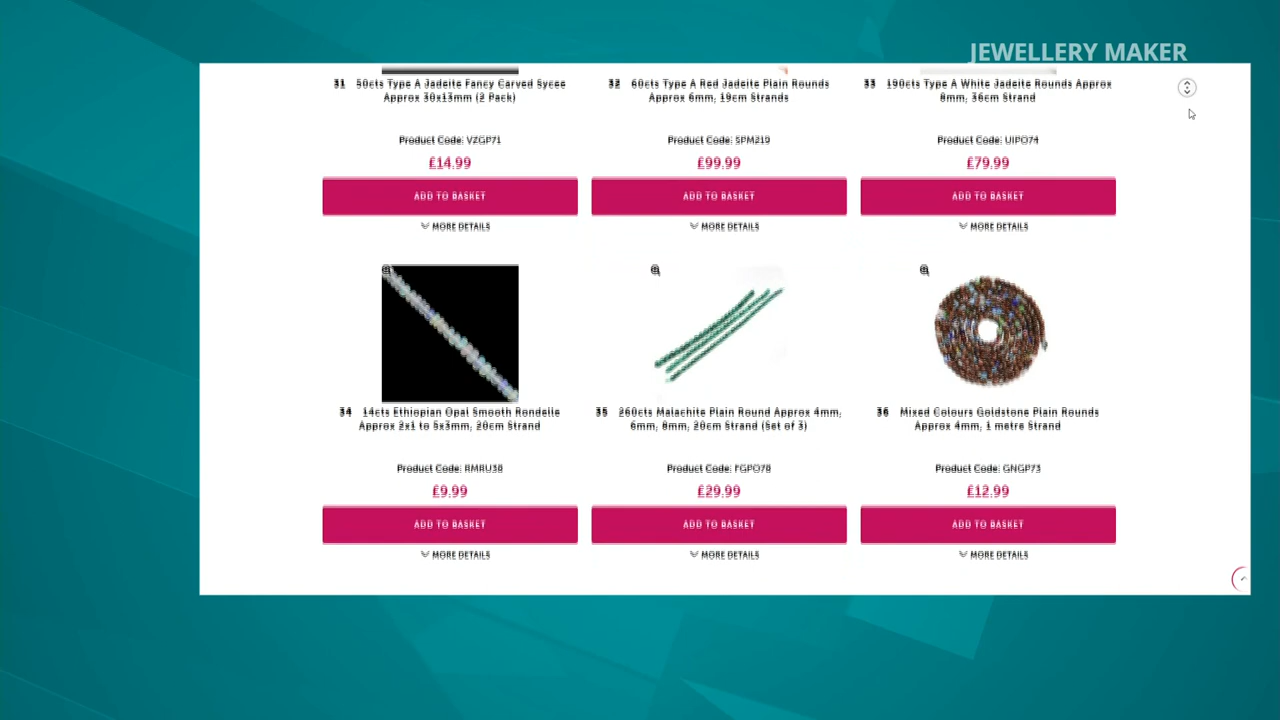 JEWELLERY MAKER
31 50cts Type A Jadeite Fancy Carved Sycee
Approx 30x13mm (2 Pack)
Product Code: VZGP71
£14.99
ADD TO BASKET
MORE DETAILS
32 60cts Type A Red Jadeite Plain Rounds
Approx 6mm, 19cm Strands
Product Code: SPM219
£99.99
ADD TO BASKET
MORE DETAILS
33 190cts Type A White Jadeite Rounds Approx
8mm, 36cm Strand
Product Code: UIPO74
£79.99
ADD TO BASKET
MORE DETAILS
34 14cts Ethiopian Opal Smooth Rondelle
Approx 2x1 to 5x3mm, 20cm Strand
Product Code: RMRU38
£9.99
ADD TO BASKET
MORE DETAILS
35 260cts Malachite Plain Round Approx 4mm,
6mm, 8mm, 20cm Strand (Set of 3)
Product Code: FGPO78
£29.99
ADD TO BASKET
MORE DETAILS
36 Mixed Colours Goldstone Plain Rounds
Approx 4mm, 1 metre Strand
Product Code: GNGP73
£12.99
ADD TO BASKET
MORE DETAILS